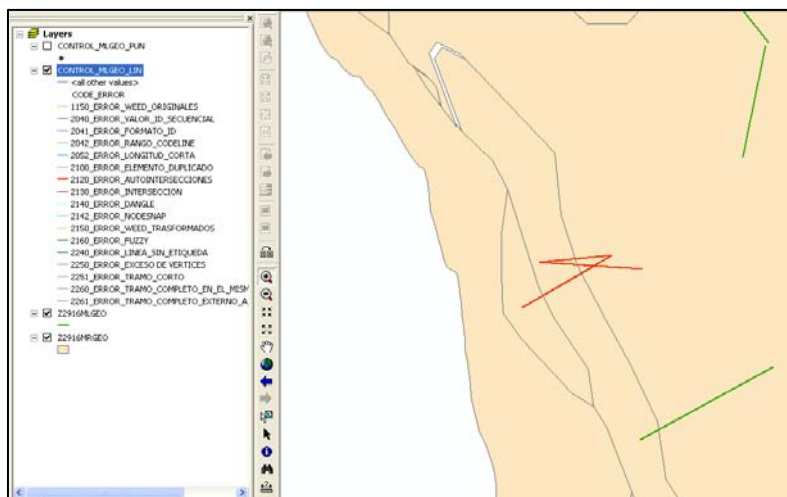 Layers
CONTROL_MLGEO_PUN
CONTROL_MLGEO_LIN
<all other values>
CODE_ERROR
1150_ERROR_WEED_ORIGINALES
2040_ERROR_VALOR_ID_SECUENCIAL
2041_ERROR_FORMATO_ID
2042_ERROR_RANGO_CODELINE
2052_ERROR_LONGITUD_CORTA
2100_ERROR_ELEMENTO_DUPLICADO
2120_ERROR_AUTOINTERSECCIONES
2130_ERROR_INTERSECCION
2140_ERROR_DANGLE
2142_ERROR_NODESNAP
2150_ERROR_WEED_TRASFORMADOS
2160_ERROR_FUZZY
2240_ERROR_LINEA_SIN_ETIQUEDA
2250_ERROR_EXCESO DE VERTICES
2251_ERROR_TRAMO_CORTO
2260_ERROR_TRAMO_COMPLETO_EN_EL_MISM
2261_ERROR_TRAMO_COMPLETO_EXTERNO_A
Z2916MLGEO
Z2916MRGEO